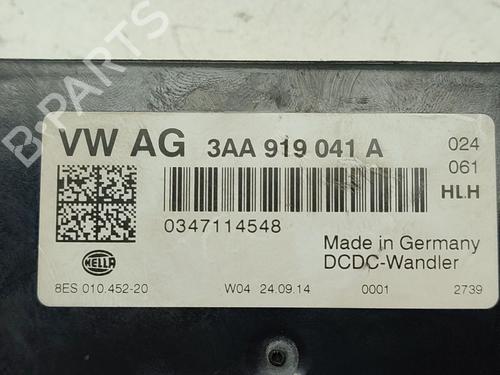 B-PARTS
VW AG 3AA 919 041 A 024
061
HLH
0347114548
Made in Germany
DCDC-Wandler
HELLA
8ES 010.452-20 W04 24.09.14 0001 2739